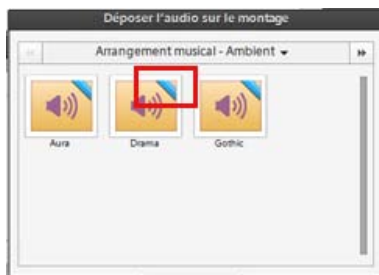 Déposer l'audio sur le montage
Arrangement musical - Ambient
Aura
Drama
Gothic